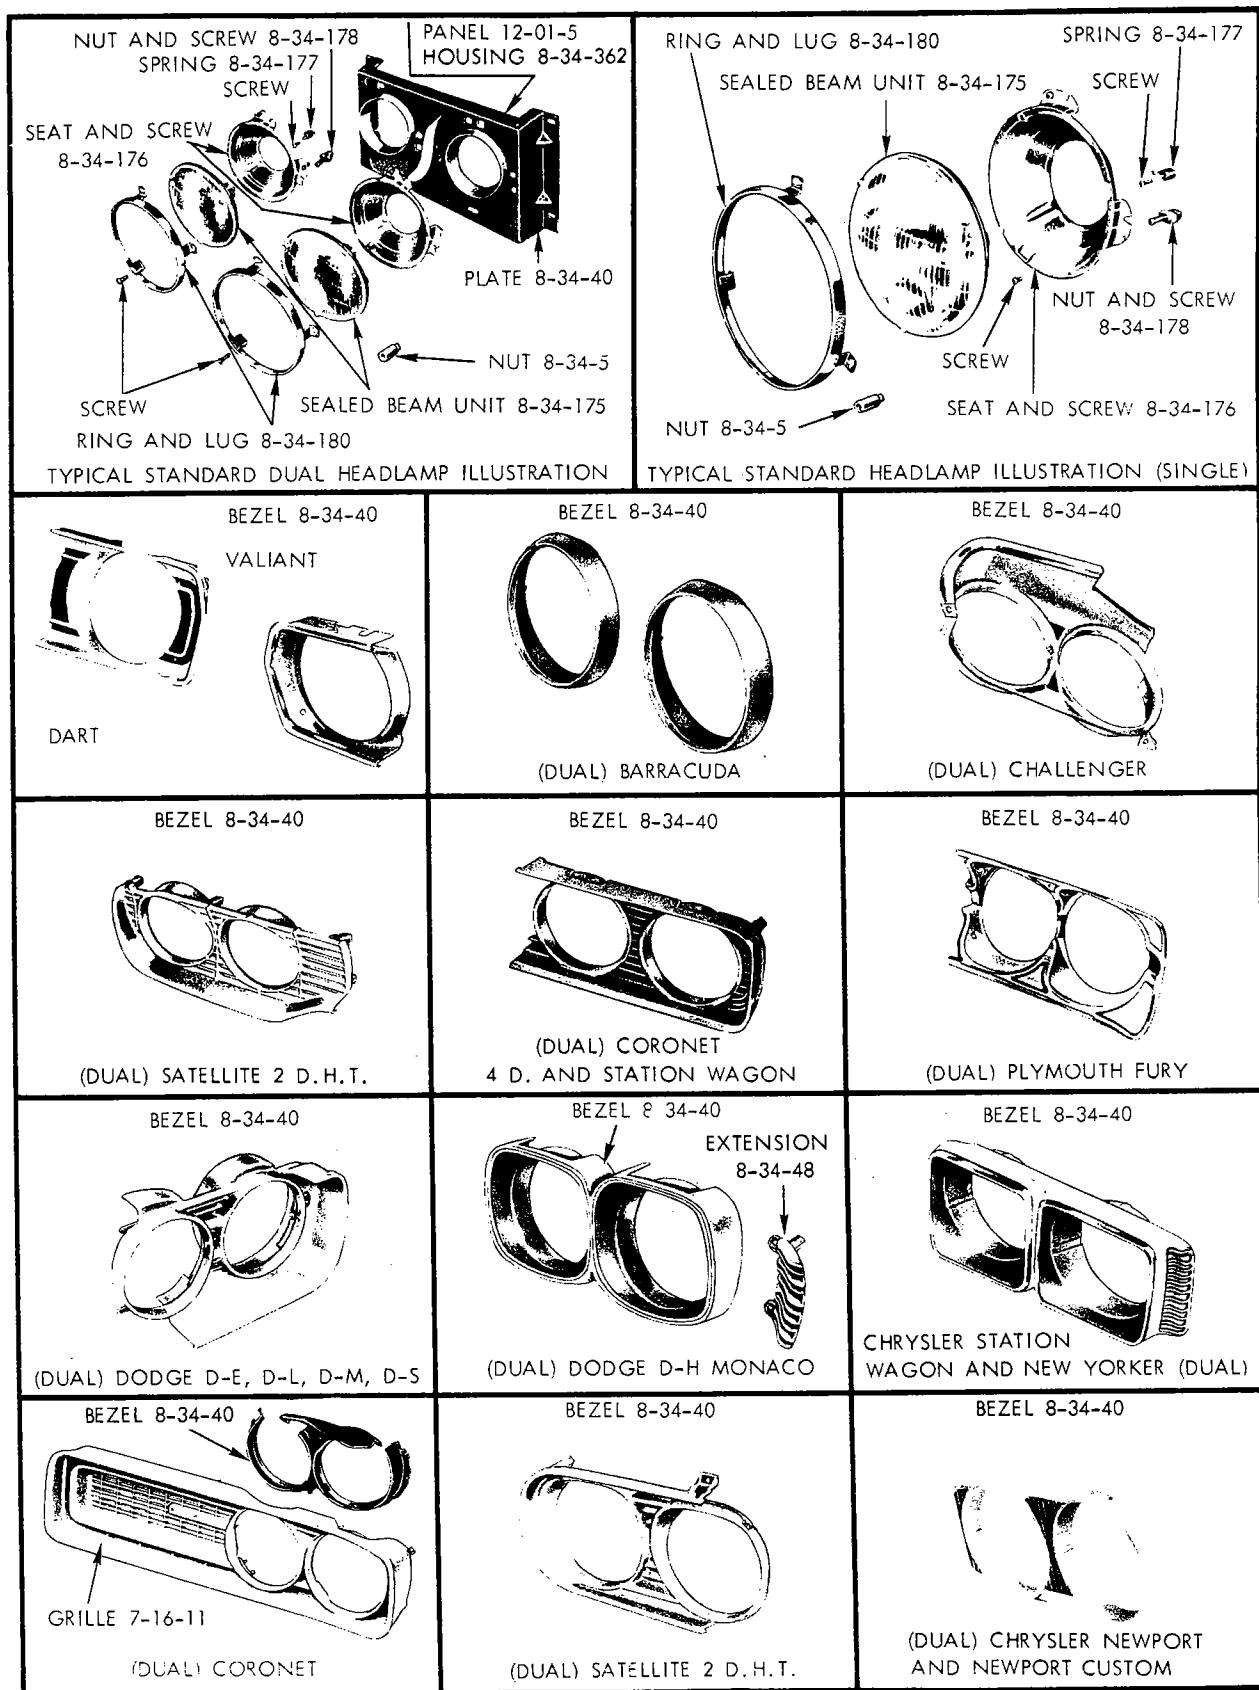 NUT AND SCREW 8-34-178
SPRING 8-34-177
SCREW
PANEL 12-01-5
HOUSING 8-34-362
SEAT AND SCREW
8-34-176
PLATE 8-34-40
NUT 8-34-5
SCREW
SEALED BEAM UNIT 8-34-175
RING AND LUG 8-34-180
TYPICAL STANDARD DUAL HEADLAMP ILLUSTRATION
RING AND LUG 8-34-180
SPRING 8-34-177
SEALED BEAM UNIT 8-34-175
SCREW
NUT AND SCREW
8-34-178
SCREW
SEAT AND SCREW 8-34-176
NUT 8-34-5
TYPICAL STANDARD HEADLAMP ILLUSTRATION (SINGLE)
BEZEL 8-34-40
VALIANT
DART
BEZEL 8-34-40
(DUAL) BARRACUDA
BEZEL 8-34-40
(DUAL) CHALLENGER
BEZEL 8-34-40
(DUAL) SATELLITE 2 D.H.T.
BEZEL 8-34-40
(DUAL) CORONET
4 D. AND STATION WAGON
BEZEL 8-34-40
(DUAL) PLYMOUTH FURY
BEZEL 8-34-40
(DUAL) DODGE D-E, D-L, D-M, D-S
BEZEL 8 34-40
EXTENSION
8-34-48
(DUAL) DODGE D-H MONACO
BEZEL 8-34-40
CHRYSLER STATION
WAGON AND NEW YORKER (DUAL)
BEZEL 8-34-40
GRILLE 7-16-11
(DUAL) CORONET
BEZEL 8-34-40
(DUAL) SATELLITE 2 D.H.T.
BEZEL 8-34-40
(DUAL) CHRYSLER NEWPORT
AND NEWPORT CUSTOM